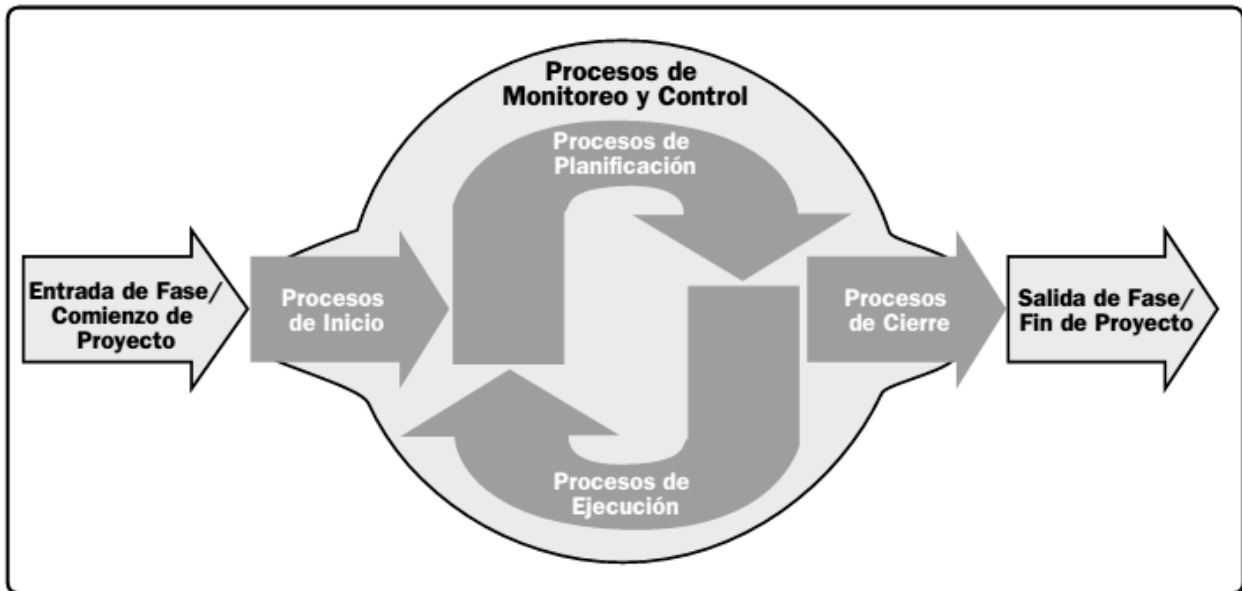 Procesos de
Monitoreo y Control
Procesos de
Planificación
Entrada de Fase/
Comienzo de
Proyecto
Procesos
de Inicio
Procesos
de Cierre
Salida de Fase/
Fin de Proyecto
Procesos de
Ejecución